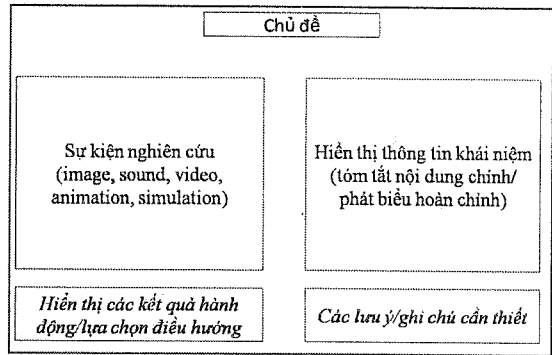 Chủ đề
Sự kiện nghiên cứu
(image, sound, video,
animation, simulation)
Hiển thị thông tin khái niệm
(tóm tắt nội dung chính/
phát biểu hoàn chỉnh)
Hiển thị các kết quả hành
động/lựa chọn điều hướng
Các lưu ý/ghi chú cần thiết